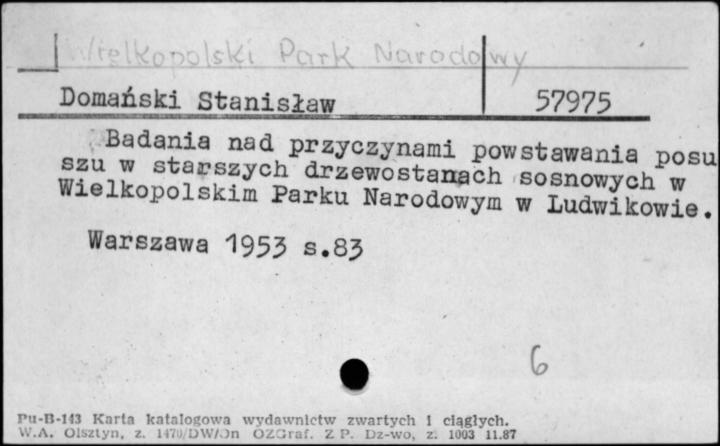 Wielkopolski Park Narodowy
Domański Stanisław 57975
Badania nad przyczynami powstawania posu
szu w starszych drzewostanach sosnowych w
Wielkopolskim Parku Narodowym w Ludwikowie.
Warszawa 1953 s.83
6
Pu-B-143 Karta katalogowa wydawnictw zwartych i ciągłych.
W.A. Olsztyn, z. 1470/DW/Jn OZGraf. Z P. Dz-wo, z. 1003 11.87